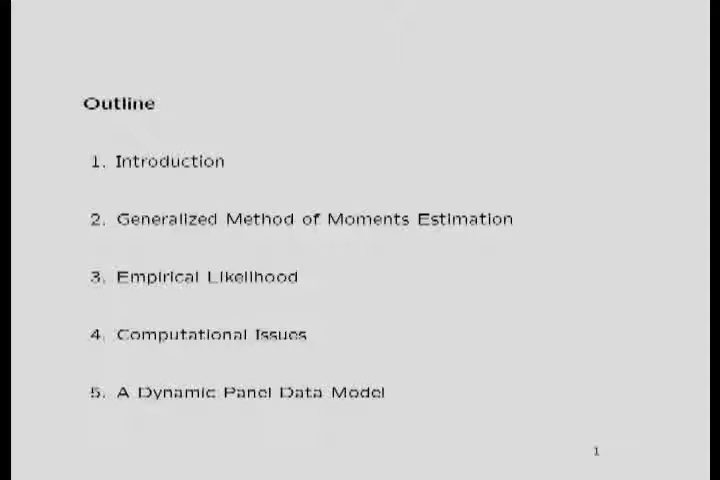 Outline
1. Introduction
2. Generalized Method of Moments Estimation
3. Empirical Likelihood
4. Computational Issues
5. A Dynamic Panel Data Model
1